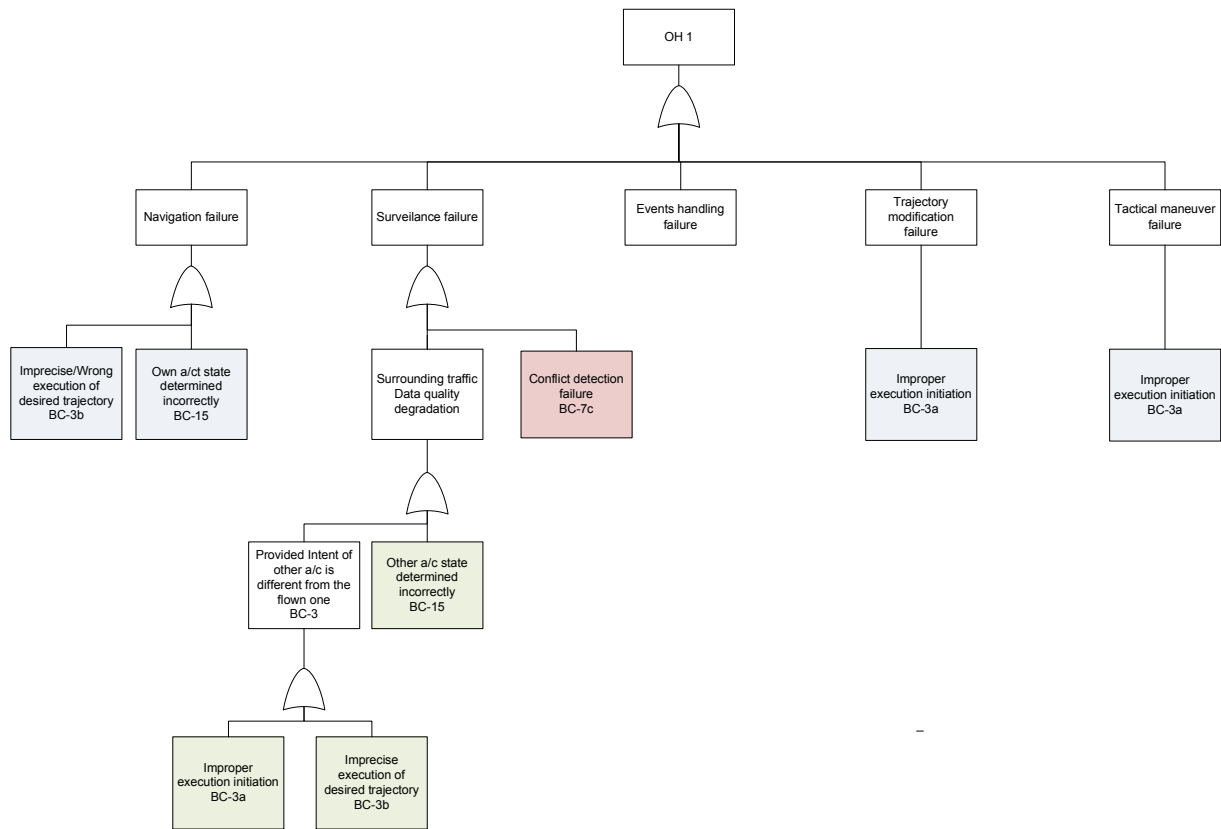 OH 1
Navigation failure
Surveilance failure
Events handling
failure
Trajectory
modification
failure
Tactical maneuver
failure
Imprecise/Wrong
execution of
desired trajectory
BC-3b
Own a/ct state
determined
incorrectly
BC-15
Surrounding traffic
Data quality
degradation
Conflict detection
failure
BC-7c
Improper
execution initiation
BC-3a
Improper
execution initiation
BC-3a
Provided Intent of
other a/c is
different from the
flown one
BC-3
Other a/c state
determined
incorrectly
BC-15
Improper
execution initiation
BC-3a
Imprecise
execution of
desired trajectory
BC-3b